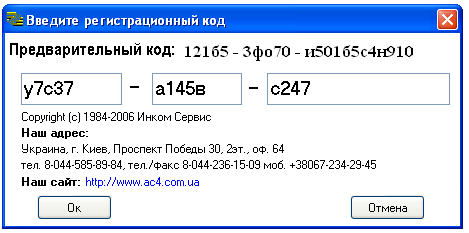 Введите регистрационный код
Предварительный код: 121б5 - 3фо70 - и501б5с4н910
у7с37 - а145в - с247
Copyright (c) 1984-2006 Инком Сервис
Наш адрес:
Украина, г. Киев, Проспект Победы 30, 2эт., оф. 64
тел. 8-044-585-89-84, тел./факс 8-044-236-15-09 моб. +38067-234-29-45
Наш сайт: http://www.ac4.com.ua
Ок Отмена